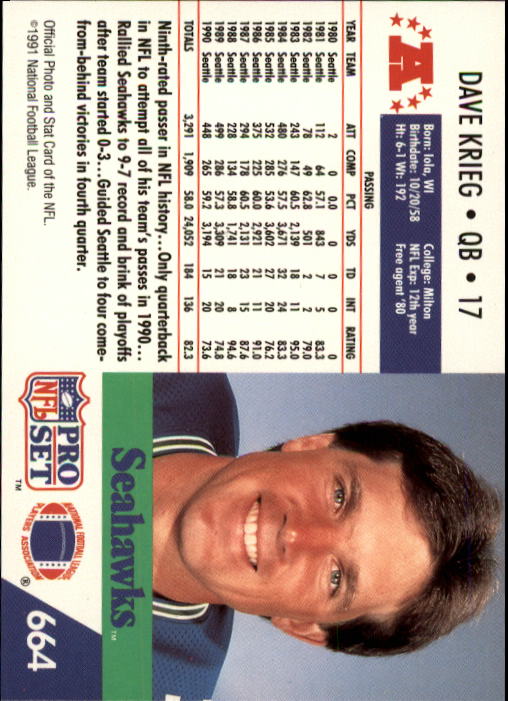 DAVE KRIEG • QB • 17
A
Born: Iola, WI
Birthdate: 10/20/58
Ht: 6-1 Wt: 192
College: Milton
NFL Exp: 12th year
Free agent '80
PASSING
YEAR TEAM ATT COMP PCT YDS TD INT RATING
1980 Seattle 2 0 0.0 0 0 0
1981 Seattle 112 64 57.1 843 7 5 83.3
1982 Seattle 78 49 62.8 501 2 2 79.0
1983 Seattle 243 147 60.5 2,139 18 11 95.0
1984 Seattle 480 276 57.5 3,671 32 24 83.3
1985 Seattle 532 285 53.6 3,602 27 20 76.2
1986 Seattle 375 225 60.0 2,921 21 11 91.0
1987 Seattle 294 178 60.5 2,131 23 15 87.6
1988 Seattle 228 134 58.8 1,741 18 8 94.6
1989 Seattle 499 286 57.3 3,309 21 20 74.8
1990 Seattle 448 265 59.2 3,194 15 20 73.6
TOTALS 3,291 1,909 58.0 24,052 184 136 82.3
Ninth-rated passer in NFL history...Only quarterback
in NFL to attempt all of his team's passes in 1990...
Rallied Seahawks to 9-7 record and brink of playoffs
after team started 0-3...Guided Seattle to four come-
from-behind victories in fourth quarter.
Official Photo and Stat Card of the NFL.
©1991 National Football League.
Seahawks™
PRO
NFL
SET
™
NATIONAL FOOTBALL LEAGUE
PLAYERS ASSOCIATION
®
664